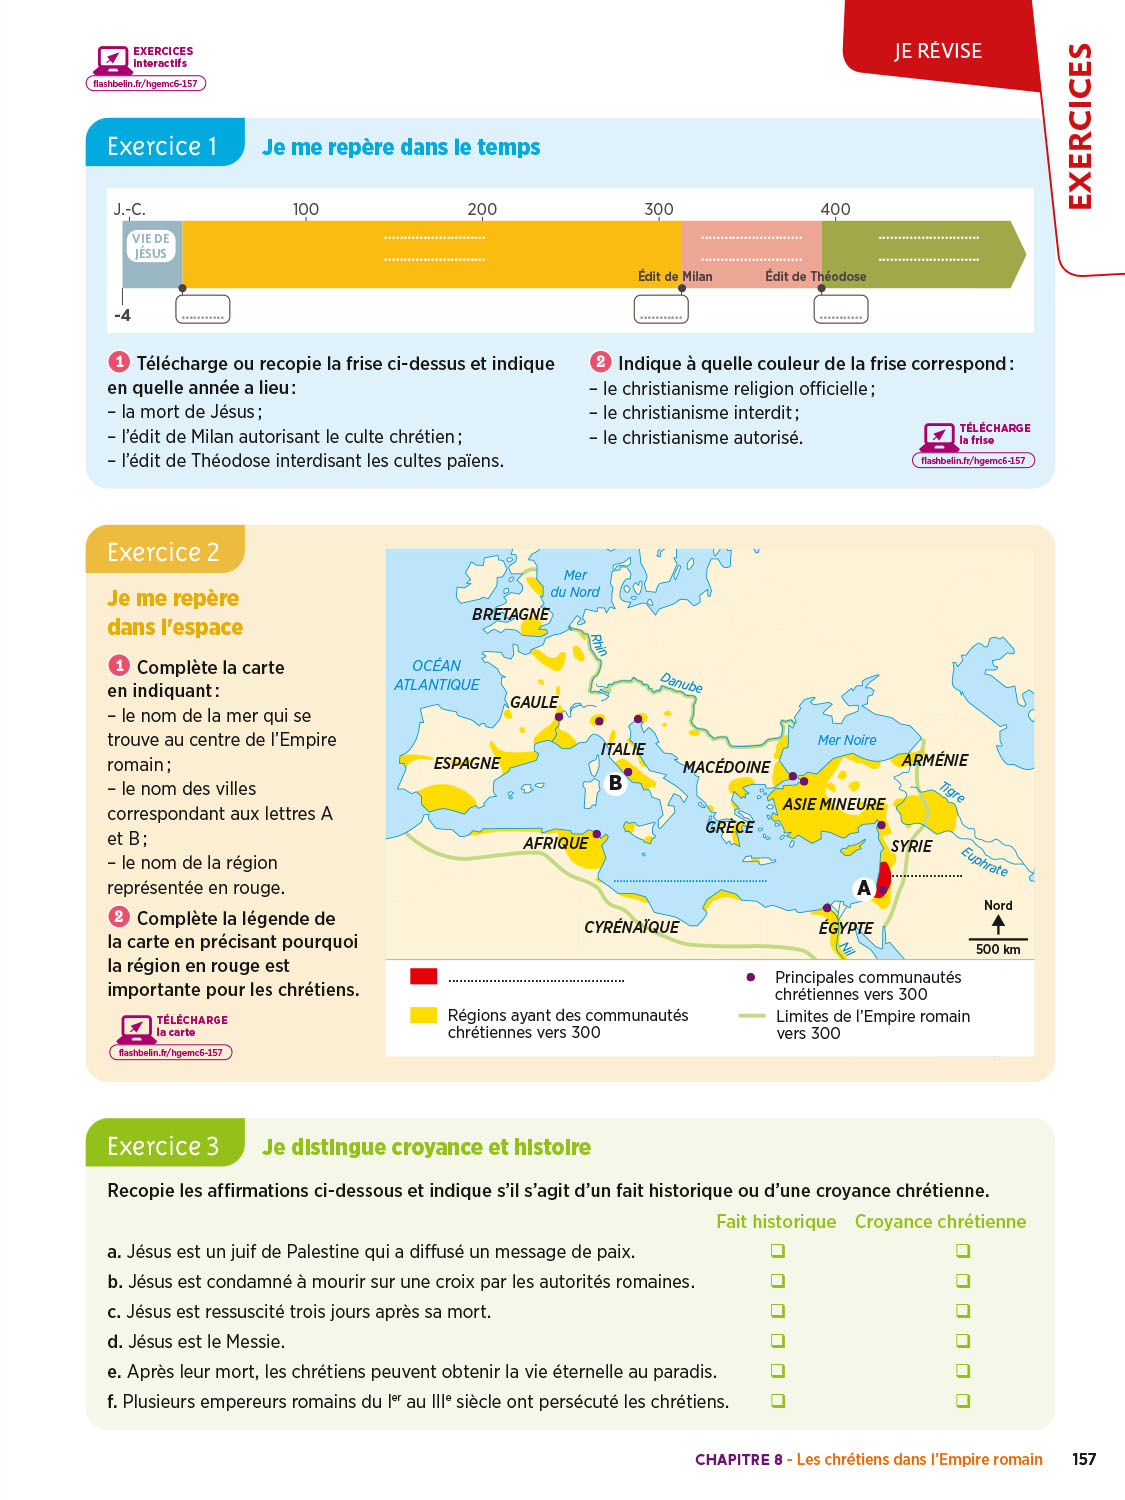 EXERCICES
interactifs
flashbelin.fr/hgemc6-157
JE RÉVISE
EXERCICES
Exercice 1
Je me repère dans le temps
J.-C.
100
200
300
400
VIE DE
JÉSUS
..........................
..........................
..........................
..........................
..........................
..........................
Édit de Milan
Édit de Théodose
-4
...........
...........
...........
1 Télécharge ou recopie la frise ci-dessus et indique
en quelle année a lieu :
– la mort de Jésus ;
– l'édit de Milan autorisant le culte chrétien ;
– l'édit de Théodose interdisant les cultes païens.
2 Indique à quelle couleur de la frise correspond :
– le christianisme religion officielle ;
– le christianisme interdit ;
– le christianisme autorisé.
TÉLÉCHARGE
la frise
flashbelin.fr/hgemc6-157
Exercice 2
Je me repère
dans l'espace
1 Complète la carte
en indiquant :
– le nom de la mer qui se
trouve au centre de l'Empire
romain ;
– le nom des villes
correspondant aux lettres A
et B ;
– le nom de la région
représentée en rouge.
2 Complète la légende de
la carte en précisant pourquoi
la région en rouge est
importante pour les chrétiens.
TÉLÉCHARGE
la carte
flashbelin.fr/hgemc6-157
Mer
du Nord
BRETAGNE
Rhin
OCÉAN
ATLANTIQUE
Danube
GAULE
Mer Noire
ITALIE
ESPAGNE
MACÉDOINE
ARMÉNIE
B
Tigre
ASIE MINEURE
GRÈCE
AFRIQUE
SYRIE
Euphrate
..........................................
...................
A
CYRÉNAÏQUE
ÉGYPTE
Nil
Nord
500 km
...............................................
Régions ayant des communautés
chrétiennes vers 300
Principales communautés
chrétiennes vers 300
Limites de l'Empire romain
vers 300
Exercice 3
Je distingue croyance et histoire
Recopie les affirmations ci-dessous et indique s'il s'agit d'un fait historique ou d'une croyance chrétienne.
Fait historique Croyance chrétienne
a. Jésus est un juif de Palestine qui a diffusé un message de paix. ❑ ❑
b. Jésus est condamné à mourir sur une croix par les autorités romaines. ❑ ❑
c. Jésus est ressuscité trois jours après sa mort. ❑ ❑
d. Jésus est le Messie. ❑ ❑
e. Après leur mort, les chrétiens peuvent obtenir la vie éternelle au paradis. ❑ ❑
f. Plusieurs empereurs romains du Ier au IIIe siècle ont persécuté les chrétiens. ❑ ❑
CHAPITRE 8 - Les chrétiens dans l'Empire romain 157